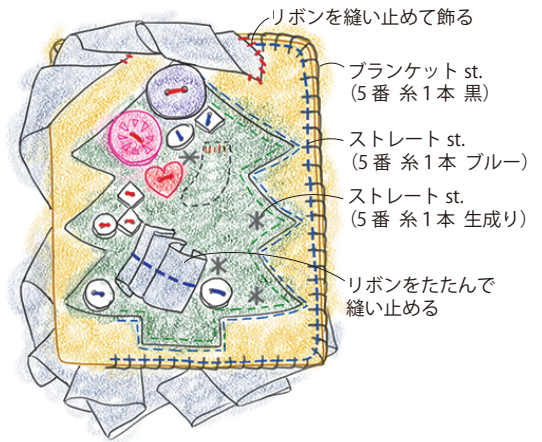 リボンを縫い止めて飾る
ブランケット st.
（5番 糸1本 黒）
ストレート st.
（5番 糸1本 ブルー）
ストレート st.
（5番 糸1本 生成り）
リボンをたたんで
縫い止める